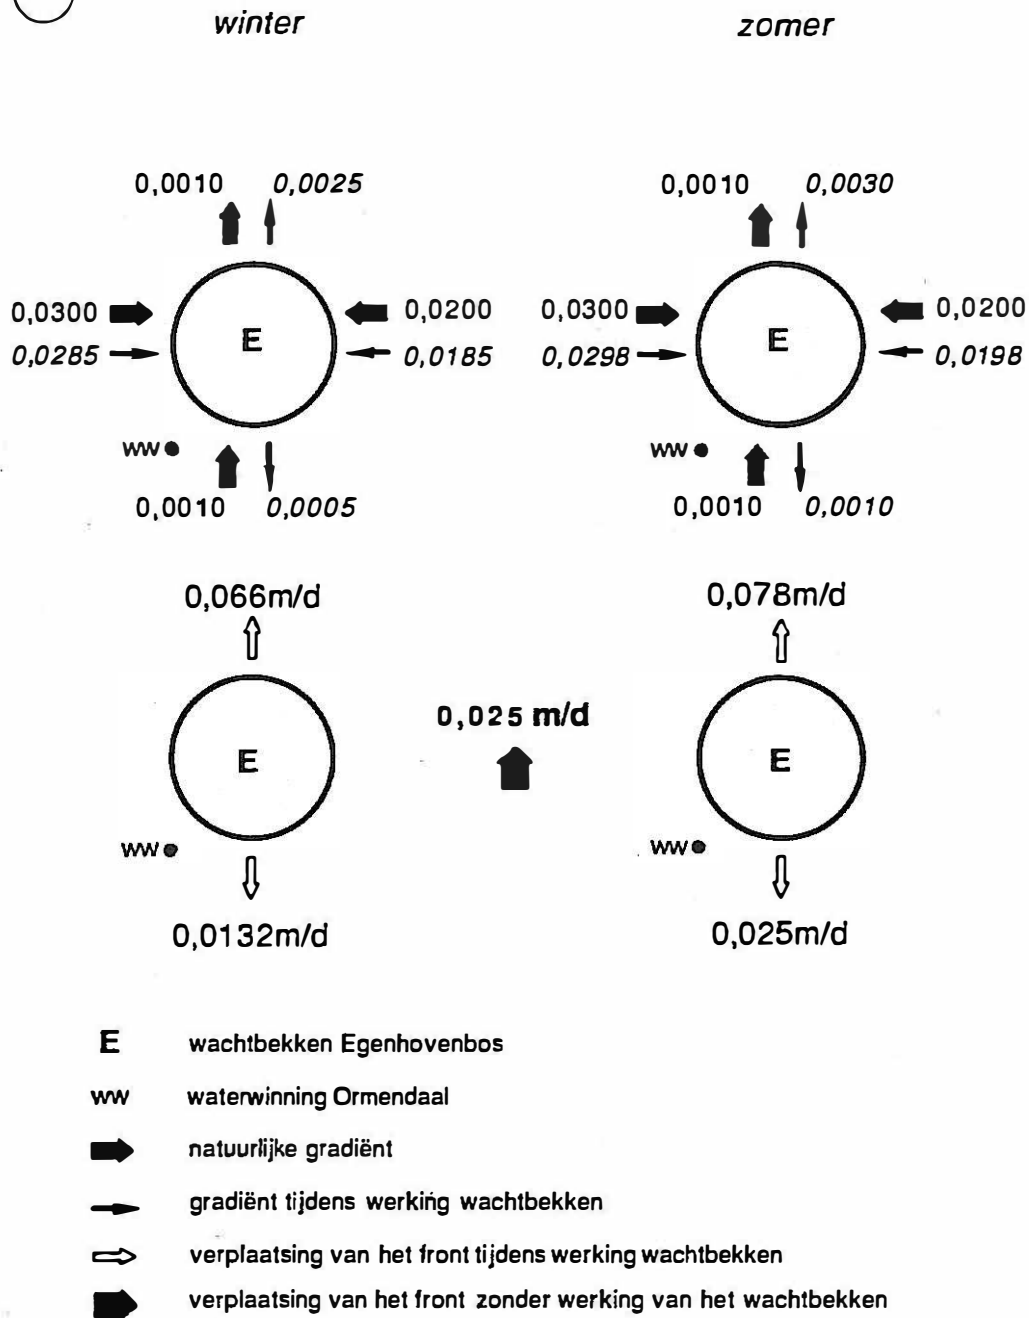 winter zomer
0,0010 0,0025 0,0010 0,0030
0,0300 E 0,0200 0,0300 E 0,0200
0,0285 0,0185 0,0298 0,0198
WW WW
0,0010 0,0005 0,0010 0,0010
0,066m/d 0,078m/d
0,025 m/d
E E
WW WW
0,0132m/d 0,025m/d
E wachtbekken Egenhovenbos
WW waterwinning Ormendaal
natuurlijke gradiënt
gradiënt tijdens werking wachtbekken
verplaatsing van het front tijdens werking wachtbekken
verplaatsing van het front zonder werking van het wachtbekken